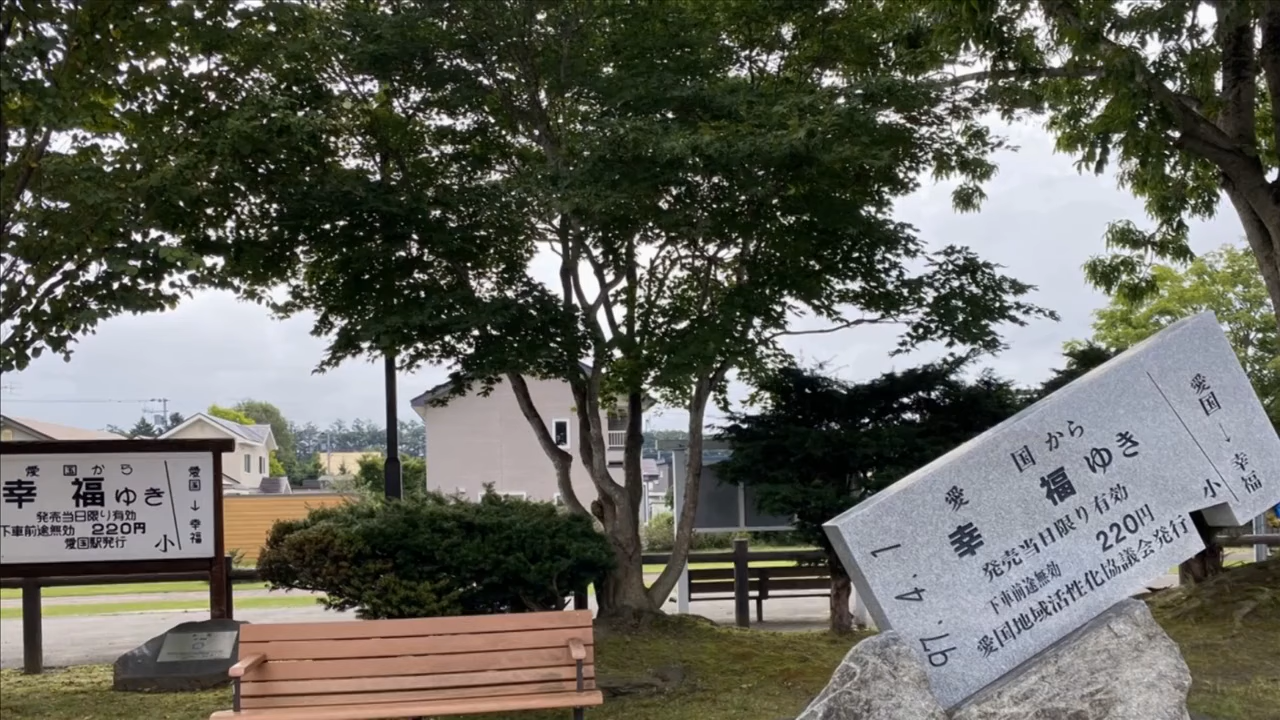 愛国から
幸福ゆき
発売当日限り有効
下車前途無効 220円
愛国駅発行 小
愛国→幸福
愛国から
幸福ゆき
発売当日限り有効
下車前途無効 220円
愛国地域活性化協議会発行
小
愛国→幸福
97.-4.-1